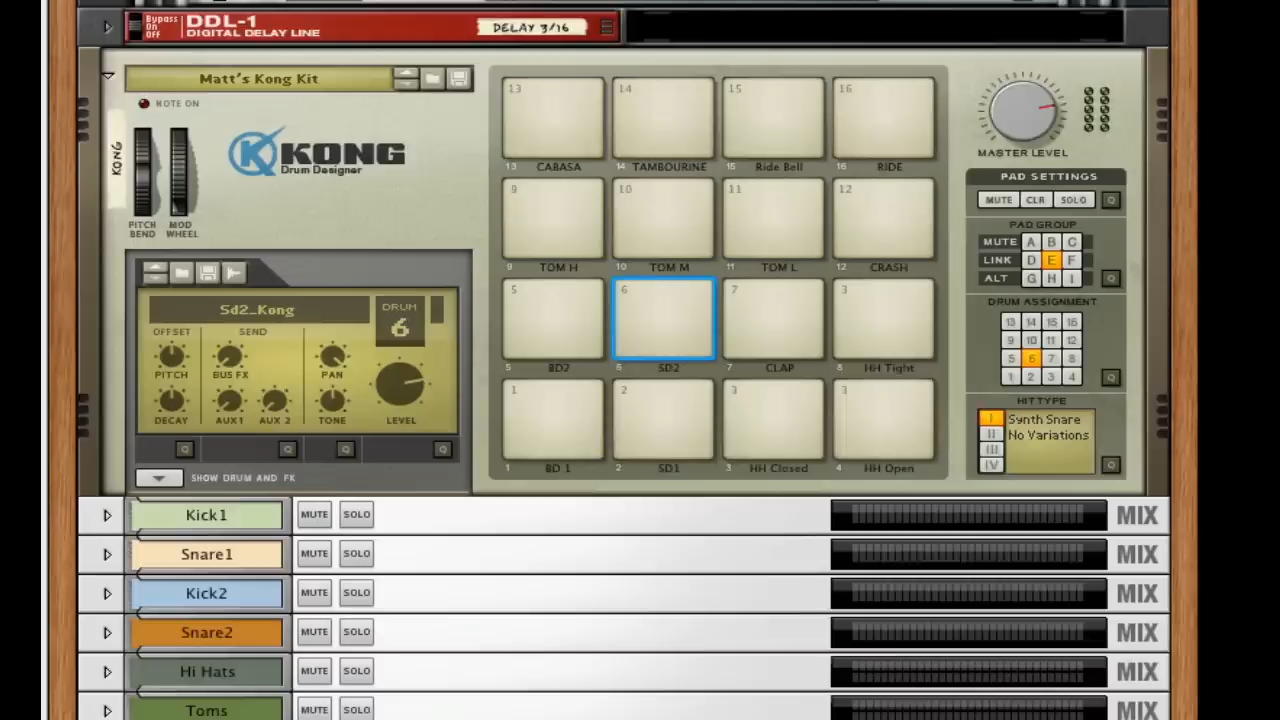 Bypass
On
Off
DDL-1
DIGITAL DELAY LINE
DELAY 3/16
Matt's Kong Kit
NOTE ON
KONG
KONG
Drum Designer
PITCH BEND
MOD WHEEL
Sd2_Kong
DRUM
6
OFFSET
SEND
PITCH
BUS FX
PAN
DECAY
AUX1
AUX 2
TONE
LEVEL
SHOW DRUM AND FX
13 14 15 16
13 CABASA 14 TAMBOURINE 15 Ride Bell 16 RIDE
9 10 11 12
9 TOM H 10 TOM M 11 TOM L 12 CRASH
5 6 7 3
5 BD2 6 SD2 7 CLAP 8 HH Tight
1 2 3 3
1 BD 1 2 SD1 3 HH Closed 4 HH Open
MASTER LEVEL
PAD SETTINGS
MUTE CLR SOLO Q
PAD GROUP
MUTE A B C
LINK D E F
ALT G H I Q
DRUM ASSIGNMENT
13 14 15 16
9 10 11 12
5 6 7 8
1 2 3 4 Q
HIT TYPE
I Synth Snare
II No Variations
III
IV Q
Q Q Q Q
Kick1 MUTE SOLO MIX
Snare1 MUTE SOLO MIX
Kick2 MUTE SOLO MIX
Snare2 MUTE SOLO MIX
Hi Hats MUTE SOLO MIX
Toms MUTE SOLO MIX